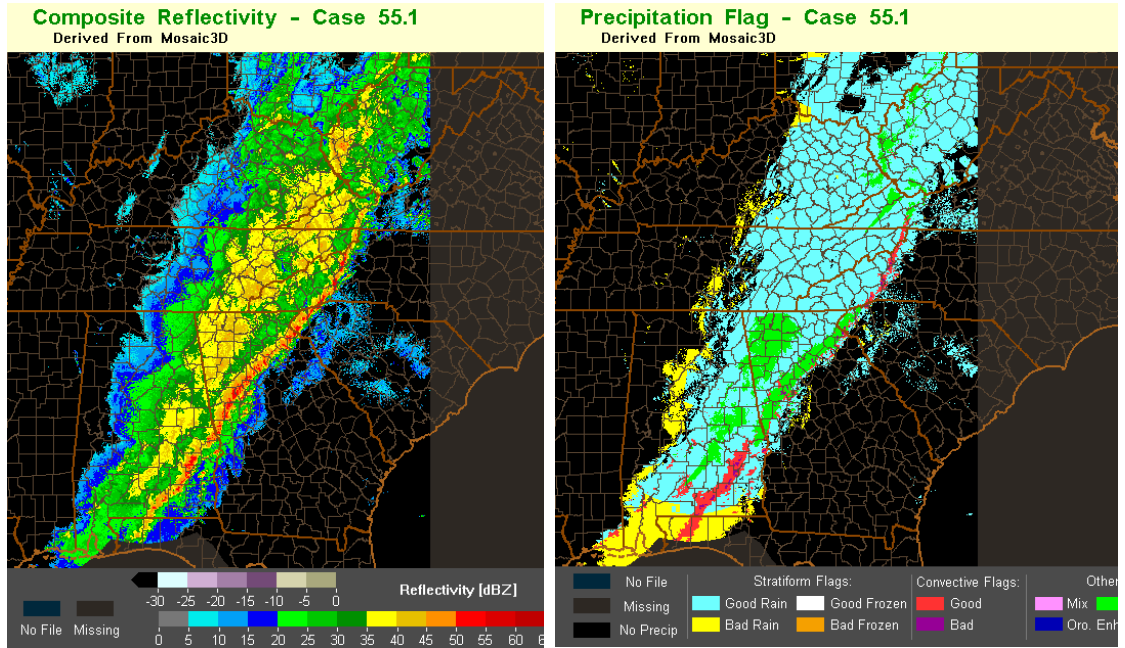 Composite Reflectivity - Case 55.1
Derived From Mosaic3D
-30 -25 -20 -15 -10 -5 0
Reflectivity [dBZ]
No File Missing
0 5 10 15 20 25 30 35 40 45 50 55 60 6
Precipitation Flag - Case 55.1
Derived From Mosaic3D
No File
Missing
No Precip
Stratiform Flags:
Good Rain Good Frozen
Bad Rain Bad Frozen
Convective Flags:
Good
Bad
Other
Mix
Oro. Enh